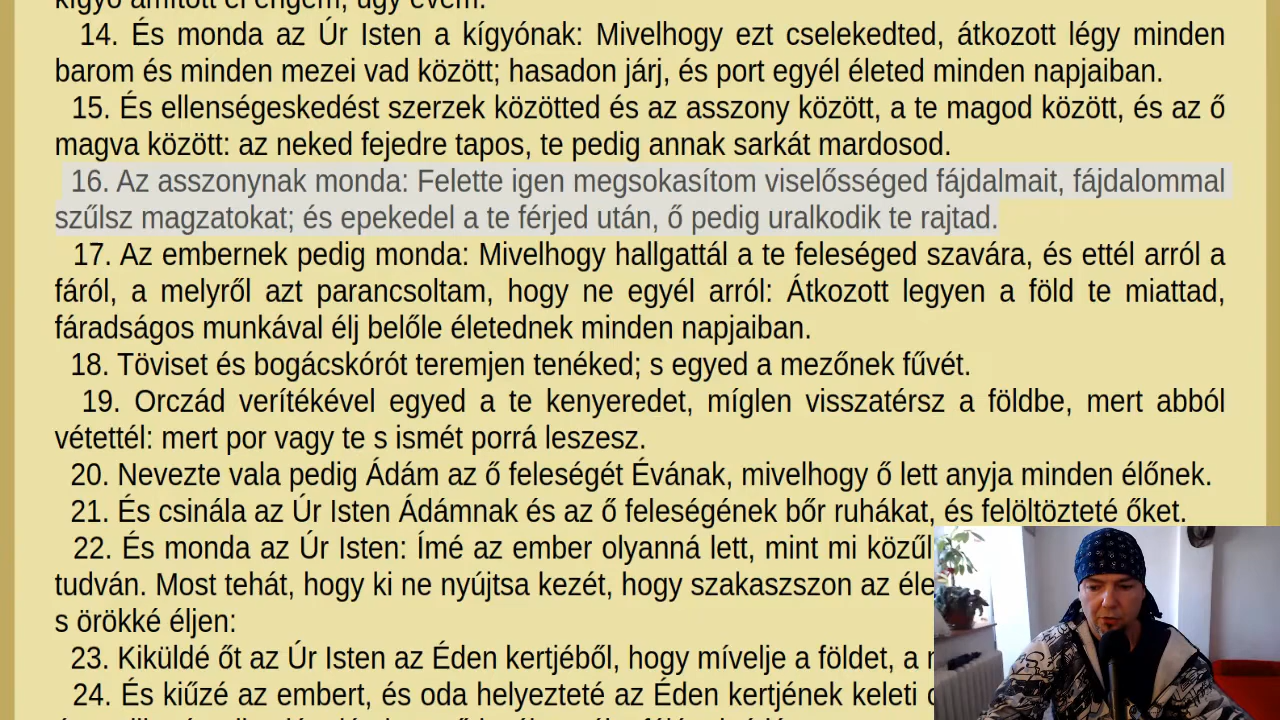 kígyó ámított el engem, úgy evém.
14. És monda az Úr Isten a kígyónak: Mivelhogy ezt cselekedted, átkozott légy minden
barom és minden mezei vad között; hasadon járj, és port egyél életed minden napjaiban.
15. És ellenségeskedést szerzek közötted és az asszony között, a te magod között, és az ő
magva között: az neked fejedre tapos, te pedig annak sarkát mardosod.
16. Az asszonynak monda: Felette igen megsokasítom viselősséged fájdalmait, fájdalommal
szűlsz magzatokat; és epekedel a te férjed után, ő pedig uralkodik te rajtad.
17. Az embernek pedig monda: Mivelhogy hallgattál a te feleséged szavára, és ettél arról a
fáról, a melyről azt parancsoltam, hogy ne egyél arról: Átkozott legyen a föld te miattad,
fáradságos munkával élj belőle életednek minden napjaiban.
18. Töviset és bogácskórót teremjen tenéked; s egyed a mezőnek fűvét.
19. Orczád verítékével egyed a te kenyeredet, míglen visszatérsz a földbe, mert abból
vétettél: mert por vagy te s ismét porrá leszesz.
20. Nevezte vala pedig Ádám az ő feleségét Évának, mivelhogy ő lett anyja minden élőnek.
21. És csinála az Úr Isten Ádámnak és az ő feleségének bőr ruhákat, és felöltözteté őket.
22. És monda az Úr Isten: Ímé az ember olyanná lett, mint mi közűl
tudván. Most tehát, hogy ki ne nyújtsa kezét, hogy szakaszszon az
s örökké éljen:
23. Kiküldé őt az Úr Isten az Éden kertjéből, hogy mívelje a földet, a
24. És kiűzé az embert, és oda helyezteté az Éden kertjének keleti